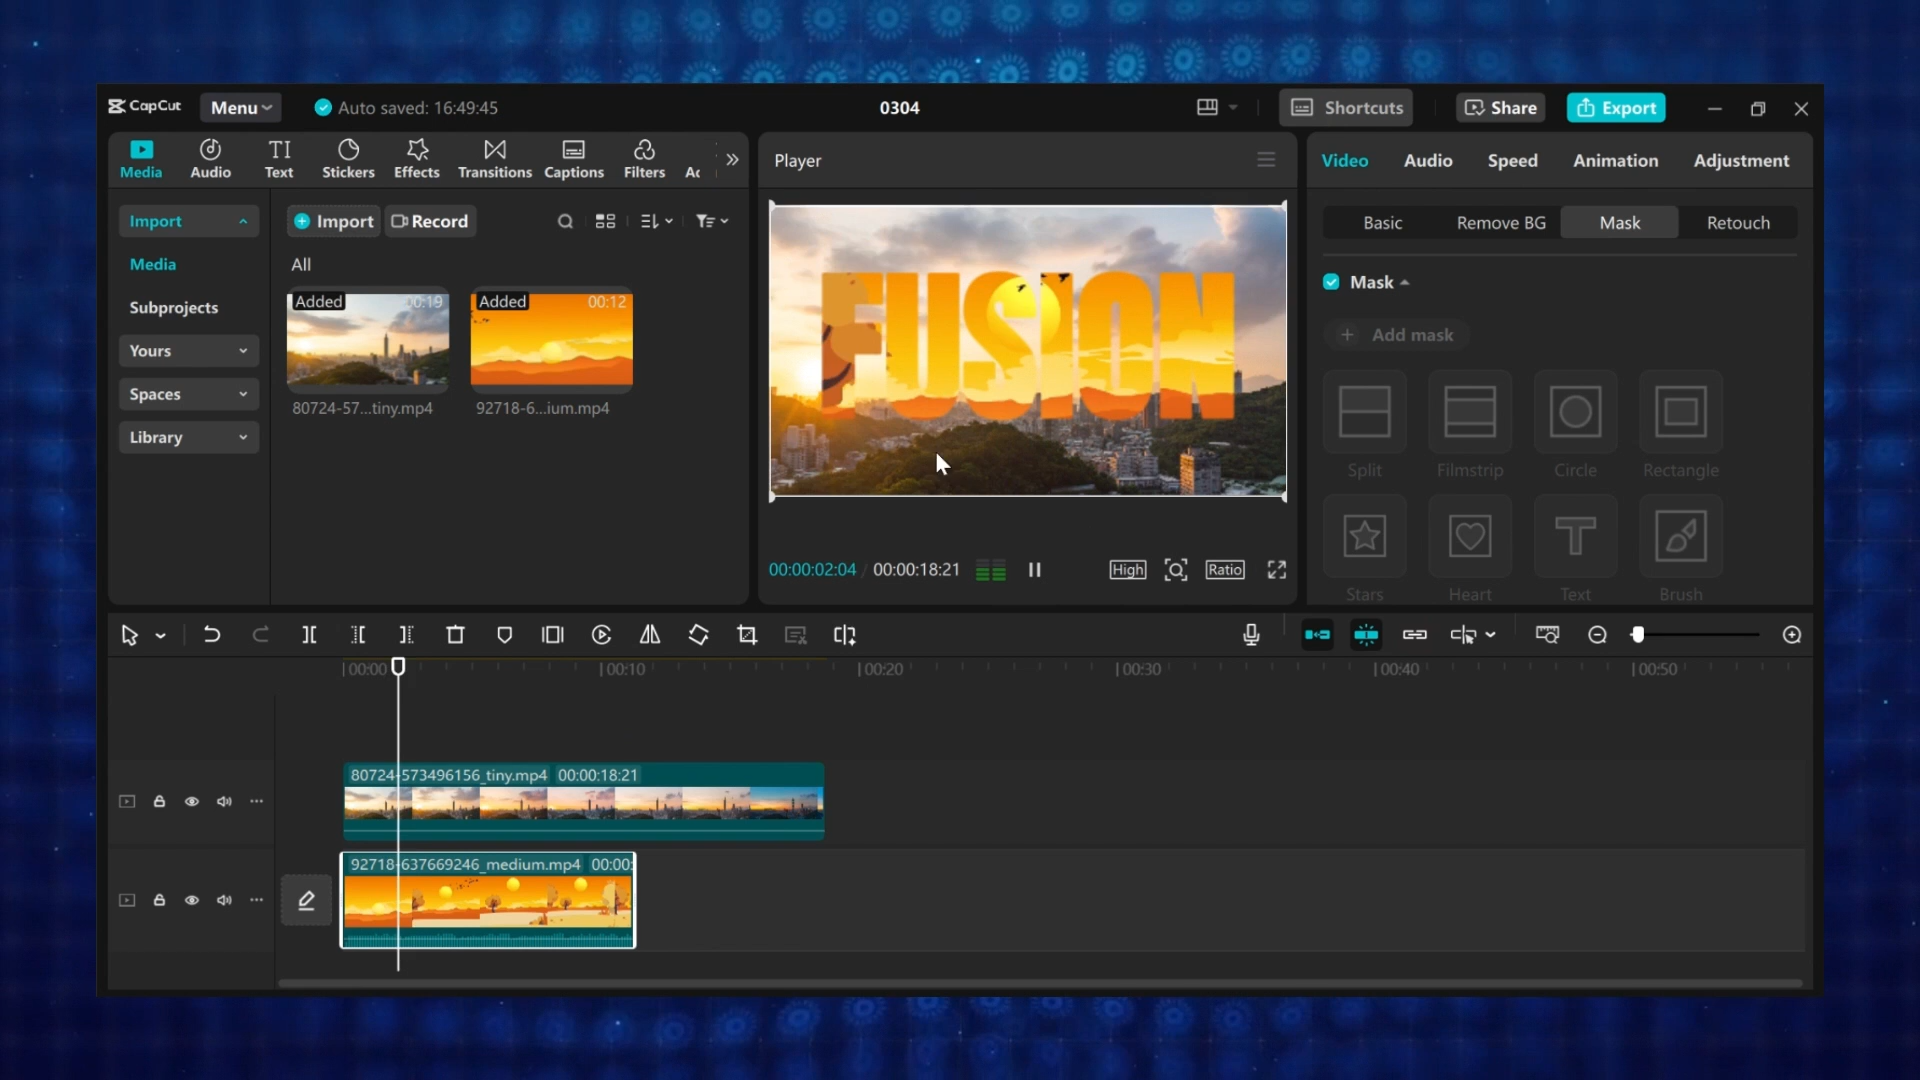 CapCut
Menu
Auto saved: 16:49:45
0304
Shortcuts
Share
Export
Media
Audio
Text
Stickers
Effects
Transitions
Captions
Filters
Player
Video
Audio
Speed
Animation
Adjustment
Import
Media
Subprojects
Yours
Spaces
Library
Import
Record
All
Added
00:19
80724-57...tiny.mp4
Added
00:12
92718-6...ium.mp4
FUSION
00:00:02:04 / 00:00:18:21
High
Ratio
Basic
Remove BG
Mask
Retouch
Mask
Add mask
Split
Filmstrip
Circle
Rectangle
Stars
Heart
Text
Brush
00:00
00:10
00:20
00:30
00:40
00:50
80724-573496156_tiny.mp4 00:00:18:21
92718-637669246_medium.mp4 00:00: